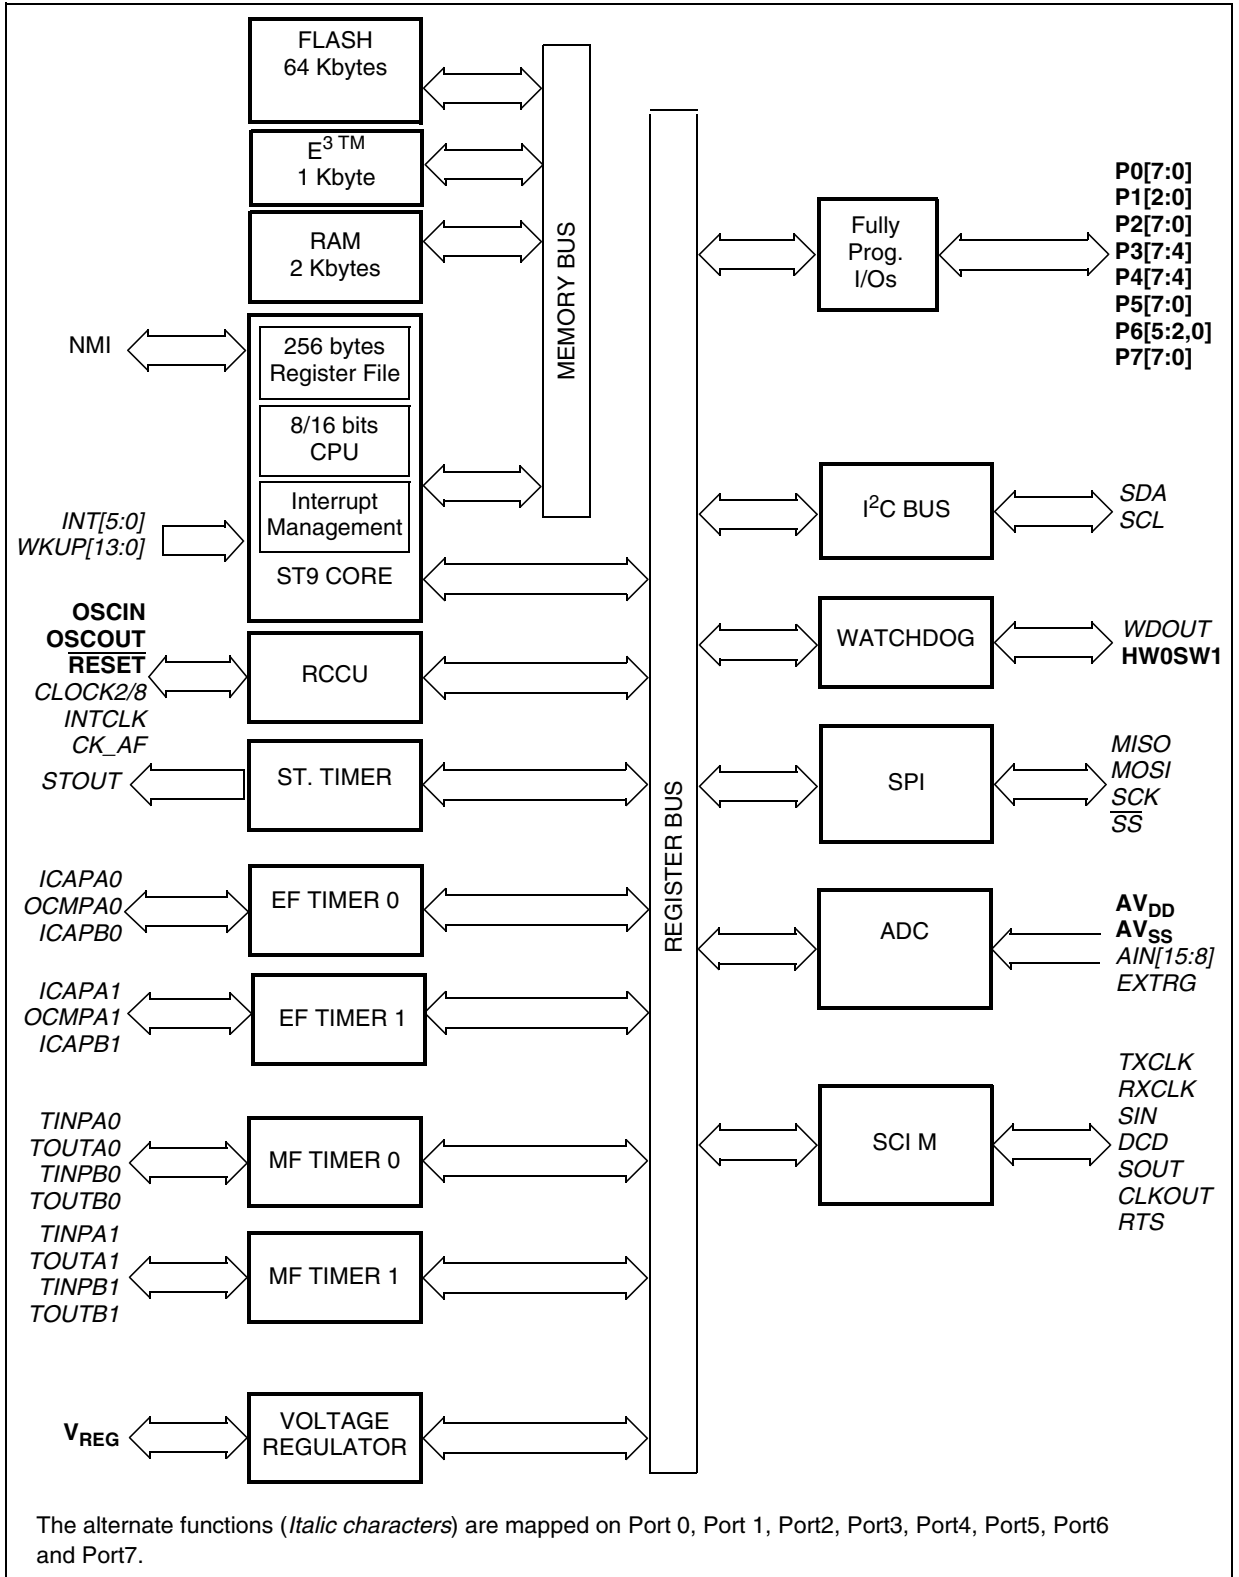 FLASH
64 Kbytes
E3 TM
1 Kbyte
RAM
2 Kbytes
MEMORY BUS
NMI
256 bytes
Register File
8/16 bits
CPU
Interrupt
Management
ST9 CORE
INT[5:0]
WKUP[13:0]
OSCIN
OSCOUT
RESET
CLOCK2/8
INTCLK
CK_AF
RCCU
STOUT
ST. TIMER
ICAPA0
OCMPA0
ICAPB0
EF TIMER 0
ICAPA1
OCMPA1
ICAPB1
EF TIMER 1
TINPA0
TOUTA0
TINPB0
TOUTB0
MF TIMER 0
TINPA1
TOUTA1
TINPB1
TOUTB1
MF TIMER 1
VREG
VOLTAGE
REGULATOR
REGISTER BUS
Fully
Prog.
I/Os
P0[7:0]
P1[2:0]
P2[7:0]
P3[7:4]
P4[7:4]
P5[7:0]
P6[5:2,0]
P7[7:0]
I2C BUS
SDA
SCL
WATCHDOG
WDOUT
HW0SW1
SPI
MISO
MOSI
SCK
SS
ADC
AVDD
AVSS
AIN[15:8]
EXTRG
SCI M
TXCLK
RXCLK
SIN
DCD
SOUT
CLKOUT
RTS
The alternate functions (Italic characters) are mapped on Port 0, Port 1, Port2, Port3, Port4, Port5, Port6
and Port7.